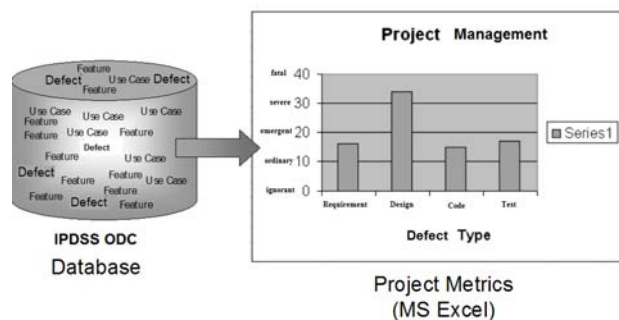 Feature
Defect Use Case Defect
Feature
Use Case Use Case
Feature Use Case
Use Case
Feature Feature
Defect
Feature Use Case
Defect
Feature Feature Use Case
Feature Feature
Defect Feature
IPDSS ODC
Database
Project Management
fatal 40
severe 30
emergent 20
ordinary 10
ignorant 0
Requirement Design Code Test
Series1
Defect Type
Project Metrics
(MS Excel)